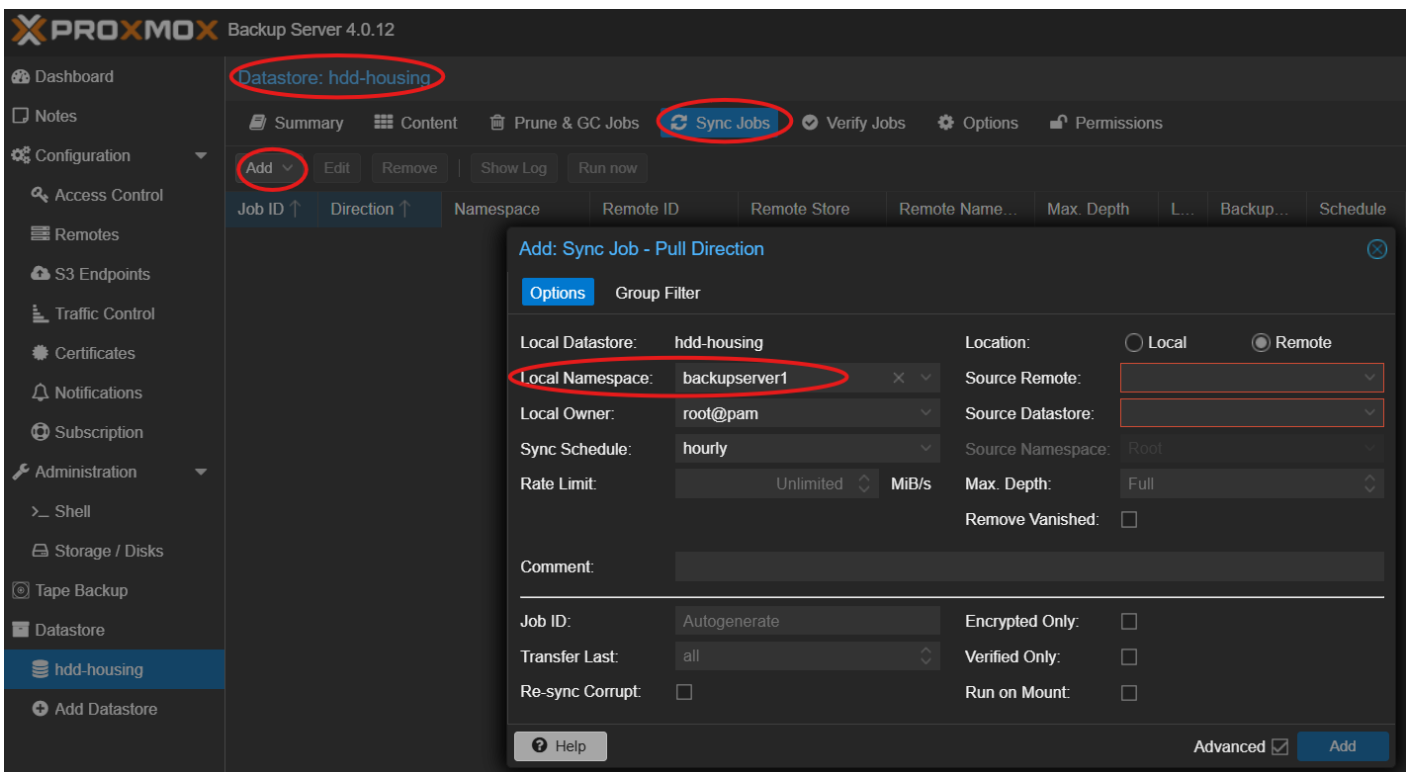 PROXMOX Backup Server 4.0.12
Dashboard
Notes
Configuration
Access Control
Remotes
S3 Endpoints
Traffic Control
Certificates
Notifications
Subscription
Administration
>_ Shell
Storage / Disks
Tape Backup
Datastore
hdd-housing
Add Datastore
Datastore: hdd-housing
Summary Content Prune & GC Jobs Sync Jobs Verify Jobs Options Permissions
Add Edit Remove Show Log Run now
Job ID ↑ Direction ↑ Namespace Remote ID Remote Store Remote Name... Max. Depth L... Backup... Schedule
Add: Sync Job - Pull Direction
Options Group Filter
Local Datastore: hdd-housing Location: Local Remote
Local Namespace: backupserver1 Source Remote:
Local Owner: root@pam Source Datastore:
Sync Schedule: hourly Source Namespace: Root
Rate Limit: Unlimited MiB/s Max. Depth: Full
Remove Vanished:
Comment:
Job ID: Autogenerate Encrypted Only:
Transfer Last: all Verified Only:
Re-sync Corrupt: Run on Mount:
Help Advanced Add